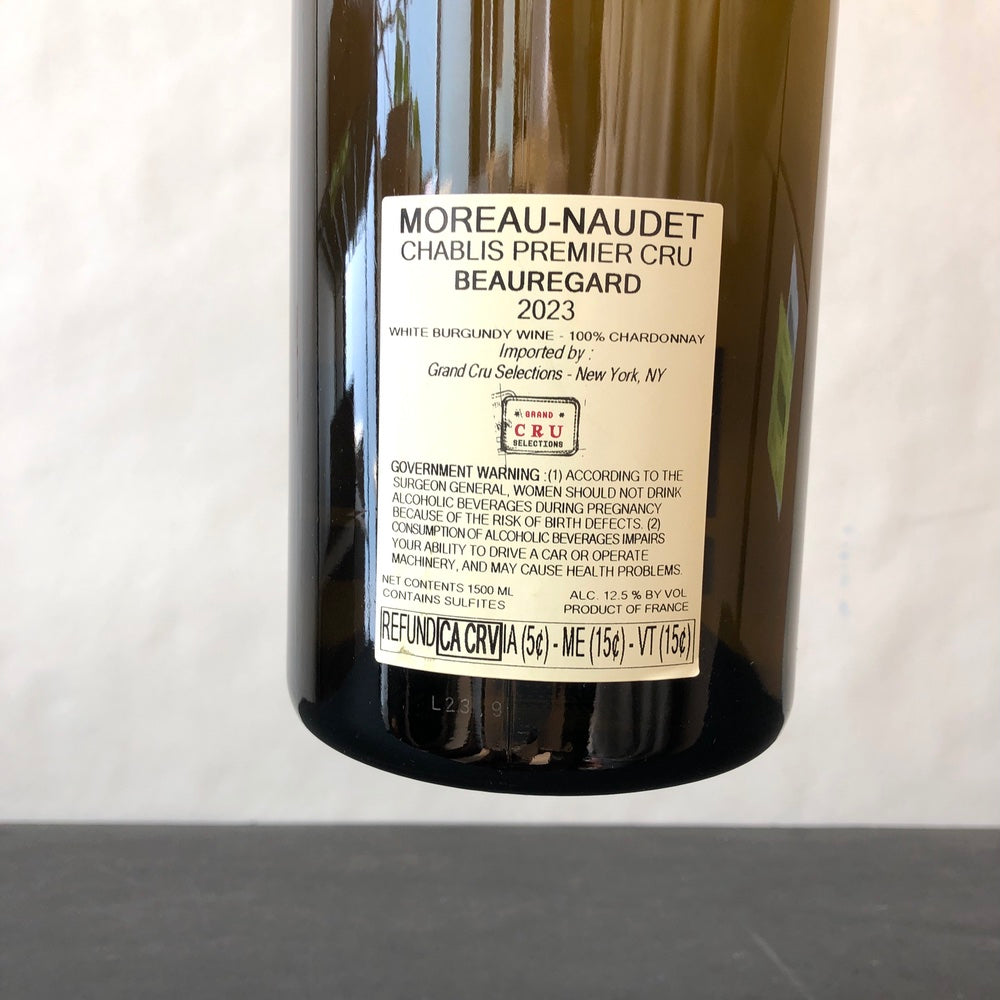 MOREAU-NAUDET
CHABLIS PREMIER CRU
BEAUREGARD
2023
WHITE BURGUNDY WINE - 100% CHARDONNAY
Imported by :
Grand Cru Selections - New York, NY
* GRAND *
CRU
SELECTIONS
GOVERNMENT WARNING :(1) ACCORDING TO THE
SURGEON GENERAL, WOMEN SHOULD NOT DRINK
ALCOHOLIC BEVERAGES DURING PREGNANCY
BECAUSE OF THE RISK OF BIRTH DEFECTS. (2)
CONSUMPTION OF ALCOHOLIC BEVERAGES IMPAIRS
YOUR ABILITY TO DRIVE A CAR OR OPERATE
MACHINERY, AND MAY CAUSE HEALTH PROBLEMS.
NET CONTENTS 1500 ML ALC. 12.5 % BY VOL
CONTAINS SULFITES PRODUCT OF FRANCE
REFUND CA CRV IA (5¢) - ME (15¢) - VT (15¢)